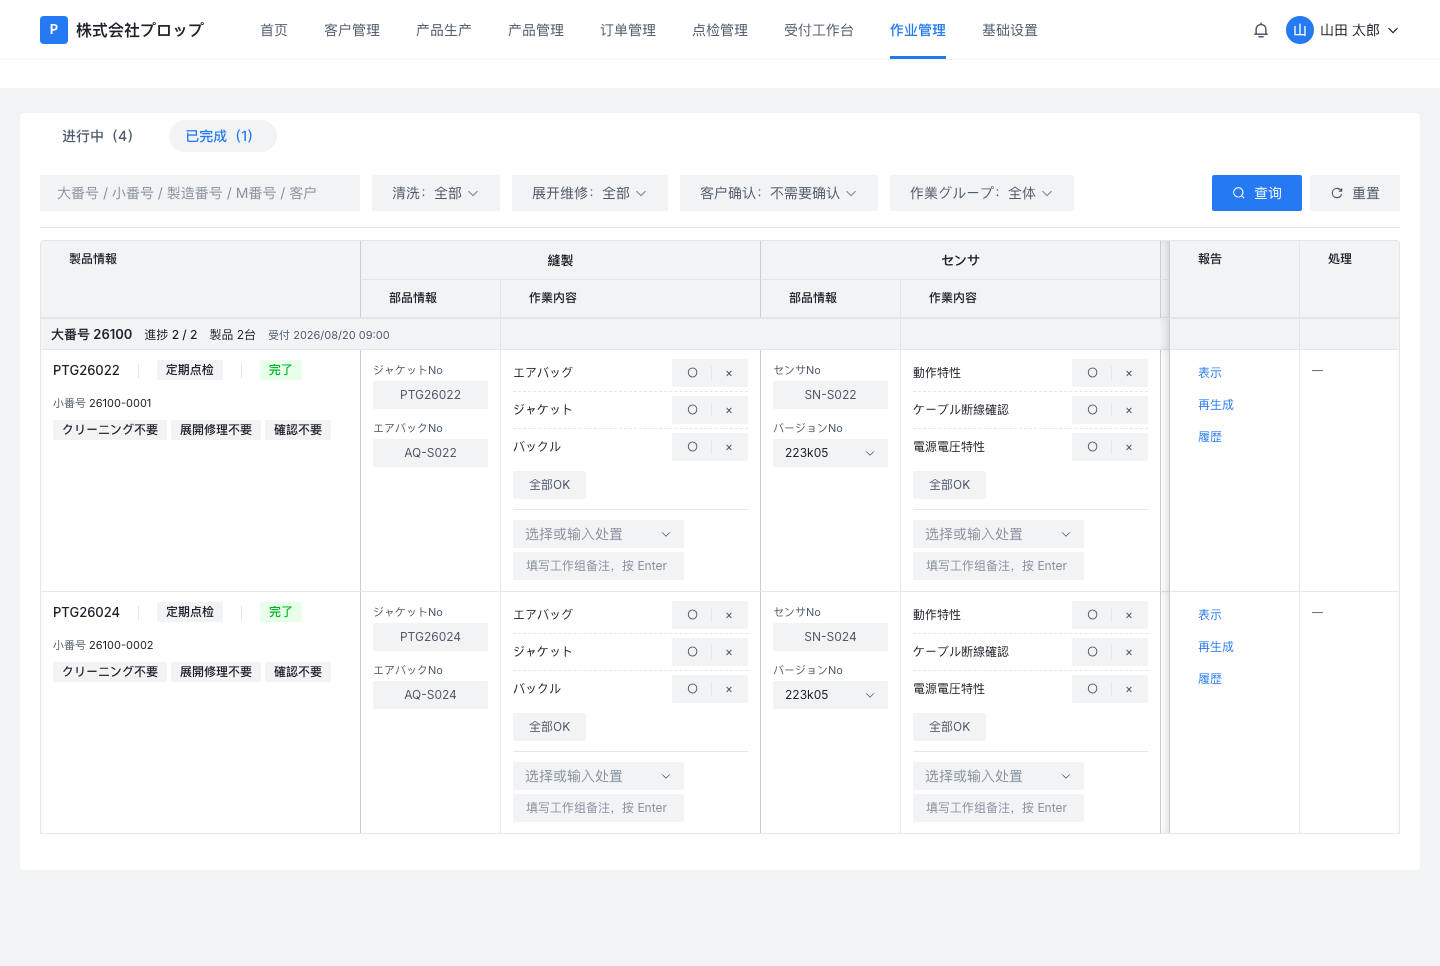 P 株式会社プロップ 首页 客户管理 产品生产 产品管理 订单管理 点检管理 受付工作台 作业管理 基础设置 山 山田 太郎
进行中（4） 已完成（1）
大番号 / 小番号 / 製造番号 / M番号 / 客户 清洗：全部 展开维修：全部 客户确认：不需要确认 作業グループ：全体 查询 重置
製品情報 縫製 センサ 報告 処理
部品情報 作業内容 部品情報 作業内容
大番号 26100 進捗 2 / 2 製品 2台 受付 2026/08/20 09:00
PTG26022 定期点検 完了 ジャケットNo エアバッグ O × センサNo 動作特性 O × 表示 —
PTG26022 SN-S022
小番号 26100-0001 ジャケット O × ケーブル断線確認 O × 再生成
クリーニング不要 展開修理不要 確認不要 エアバックNo バックル O × バージョンNo 電源電圧特性 O × 履歴
AQ-S022 223k05
全部OK 全部OK
选择或输入处置 选择或输入处置
填写工作组备注，按 Enter 填写工作组备注，按 Enter
PTG26024 定期点検 完了 ジャケットNo エアバッグ O × センサNo 動作特性 O × 表示 —
PTG26024 SN-S024
小番号 26100-0002 ジャケット O × ケーブル断線確認 O × 再生成
クリーニング不要 展開修理不要 確認不要 エアバックNo バックル O × バージョンNo 電源電圧特性 O × 履歴
AQ-S024 223k05
全部OK 全部OK
选择或输入处置 选择或输入处置
填写工作组备注，按 Enter 填写工作组备注，按 Enter